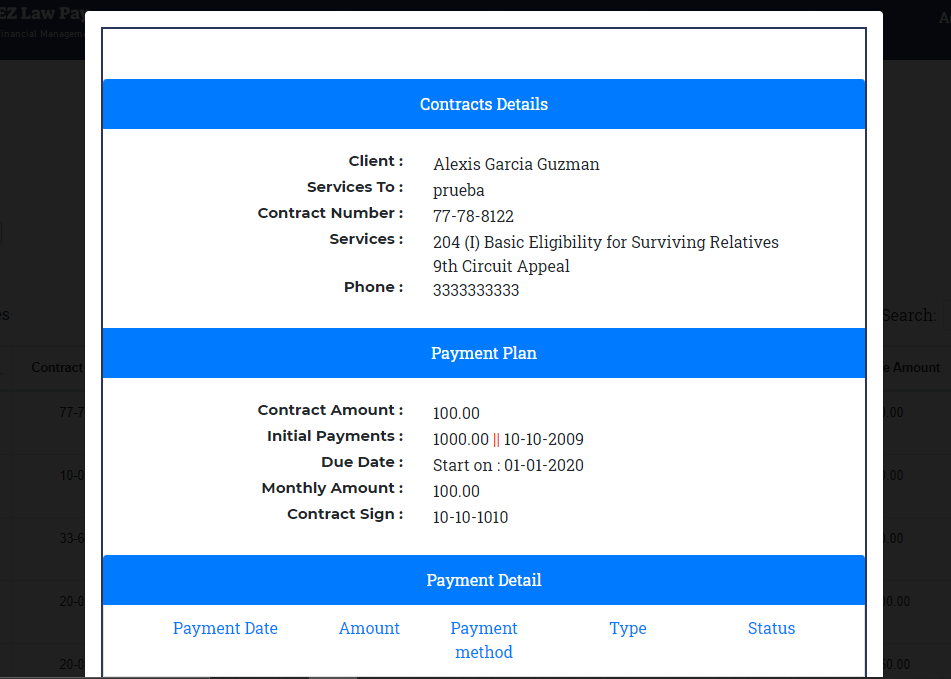 EZ Law Pay
Financial Managem
Contracts Details
Client : Alexis Garcia Guzman
Services To : prueba
Contract Number : 77-78-8122
Services : 204 (I) Basic Eligibility for Surviving Relatives
9th Circuit Appeal
Phone : 3333333333
es
Search:
Payment Plan
Contract
e Amount
Contract Amount : 100.00
77-7
.00
Initial Payments : 1000.00 || 10-10-2009
Due Date : Start on : 01-01-2020
10-0
.00
Monthly Amount : 100.00
Contract Sign : 10-10-1010
33-6
.00
Payment Detail
20-0
00.00
Payment Date Amount Payment Type Status
method
20-0
50.00